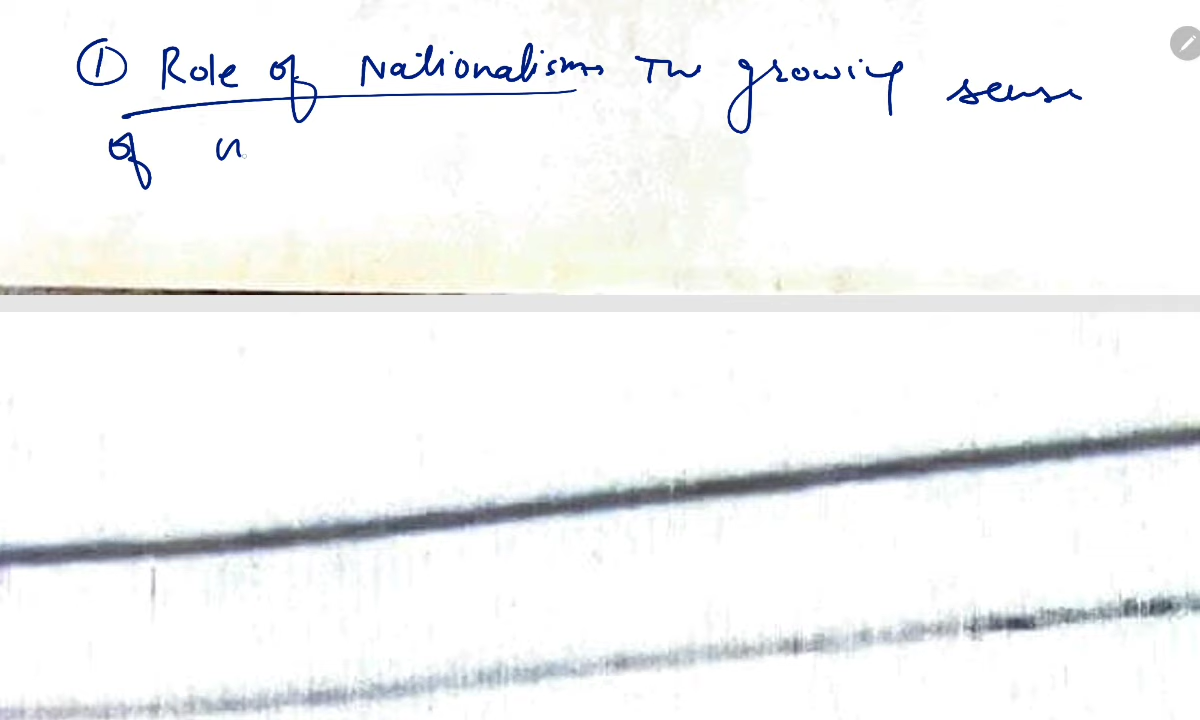 ① Role of Nationalism The growing sense
of n